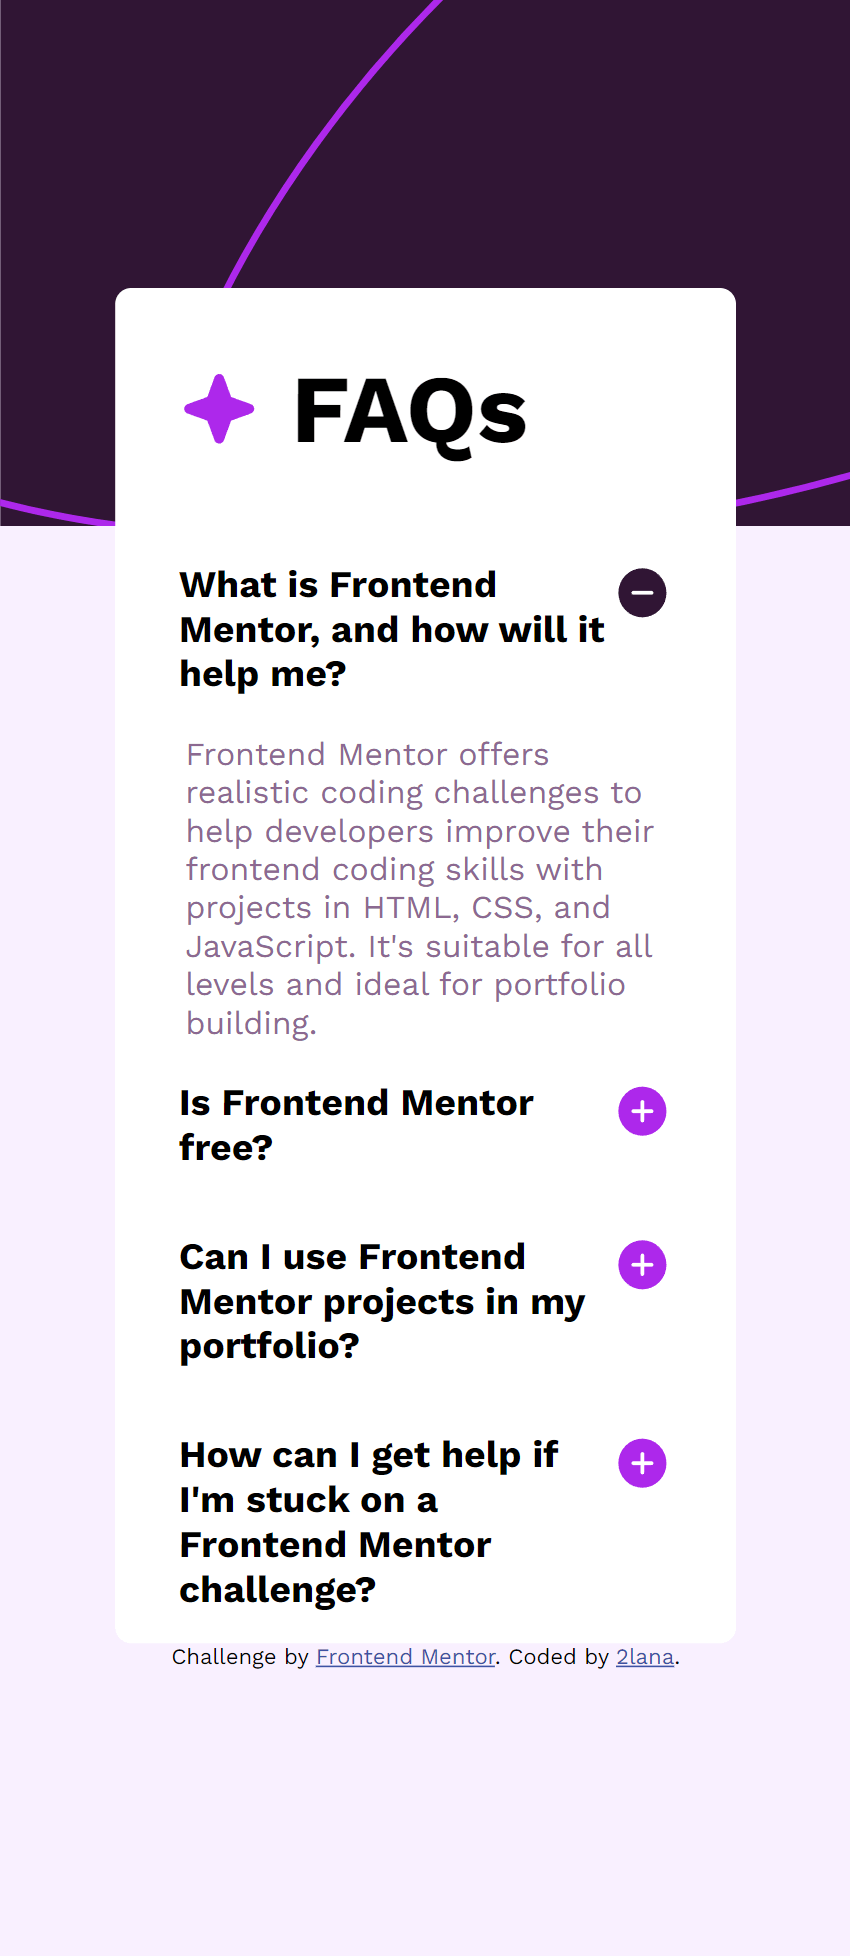 FAQs
What is Frontend
Mentor, and how will it
help me?
Frontend Mentor offers
realistic coding challenges to
help developers improve their
frontend coding skills with
projects in HTML, CSS, and
JavaScript. It's suitable for all
levels and ideal for portfolio
building.
Is Frontend Mentor
free?
Can I use Frontend
Mentor projects in my
portfolio?
How can I get help if
I'm stuck on a
Frontend Mentor
challenge?
Challenge by Frontend Mentor. Coded by 2lana.